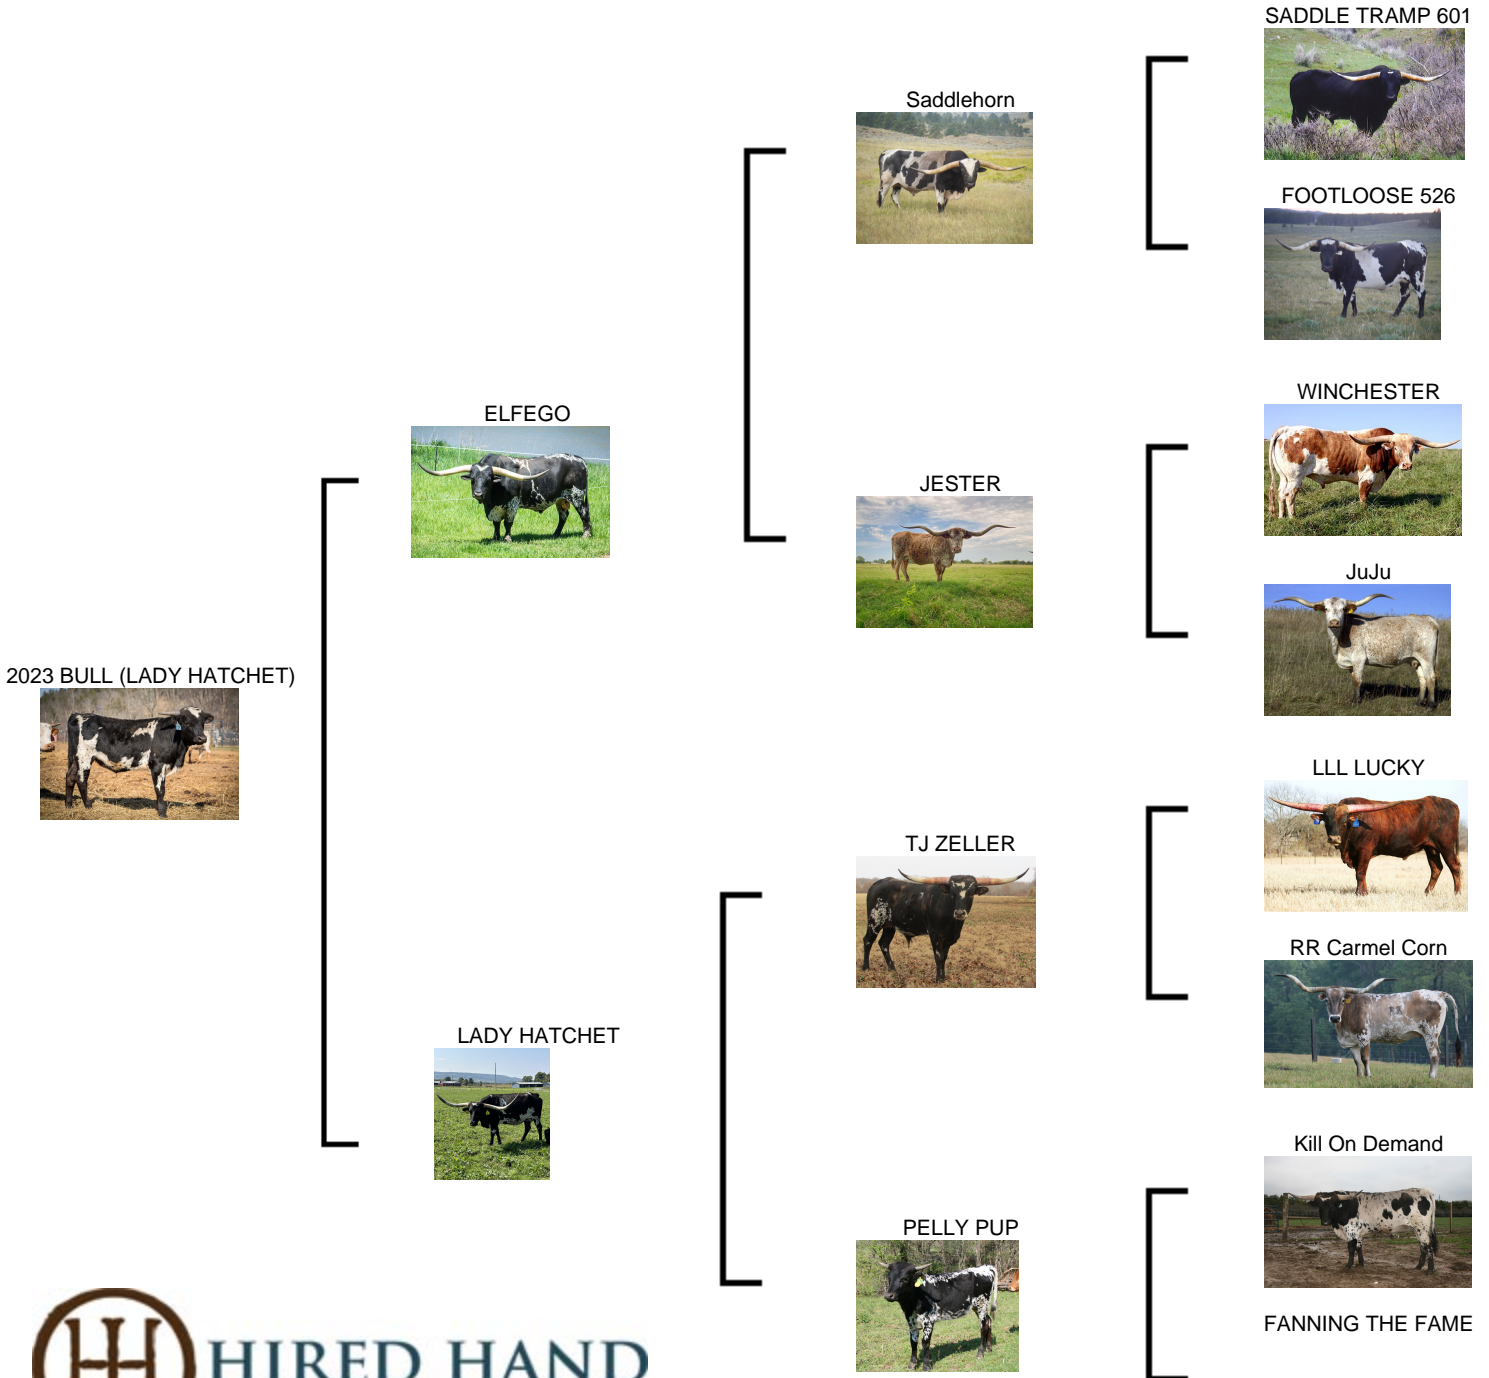 SADDLE TRAMP 601
Saddlehorn
FOOTLOOSE 526
WINCHESTER
ELFEGO
JESTER
JuJu
2023 BULL (LADY HATCHET)
LLL LUCKY
TJ ZELLER
RR Carmel Corn
LADY HATCHET
Kill On Demand
PELLY PUP
FANNING THE FAME
HIRED HAND